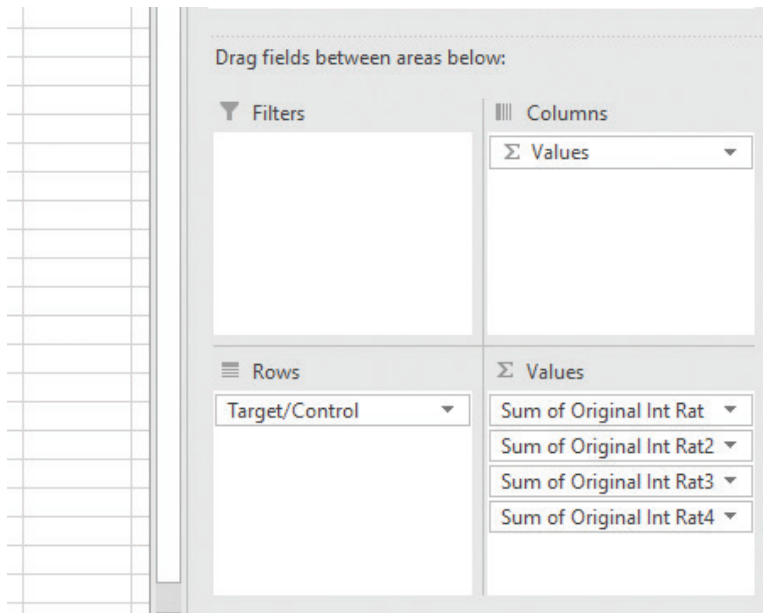 Drag fields between areas below:
Filters
Columns
Σ Values
Rows
Σ Values
Target/Control
Sum of Original Int Rat
Sum of Original Int Rat2
Sum of Original Int Rat3
Sum of Original Int Rat4